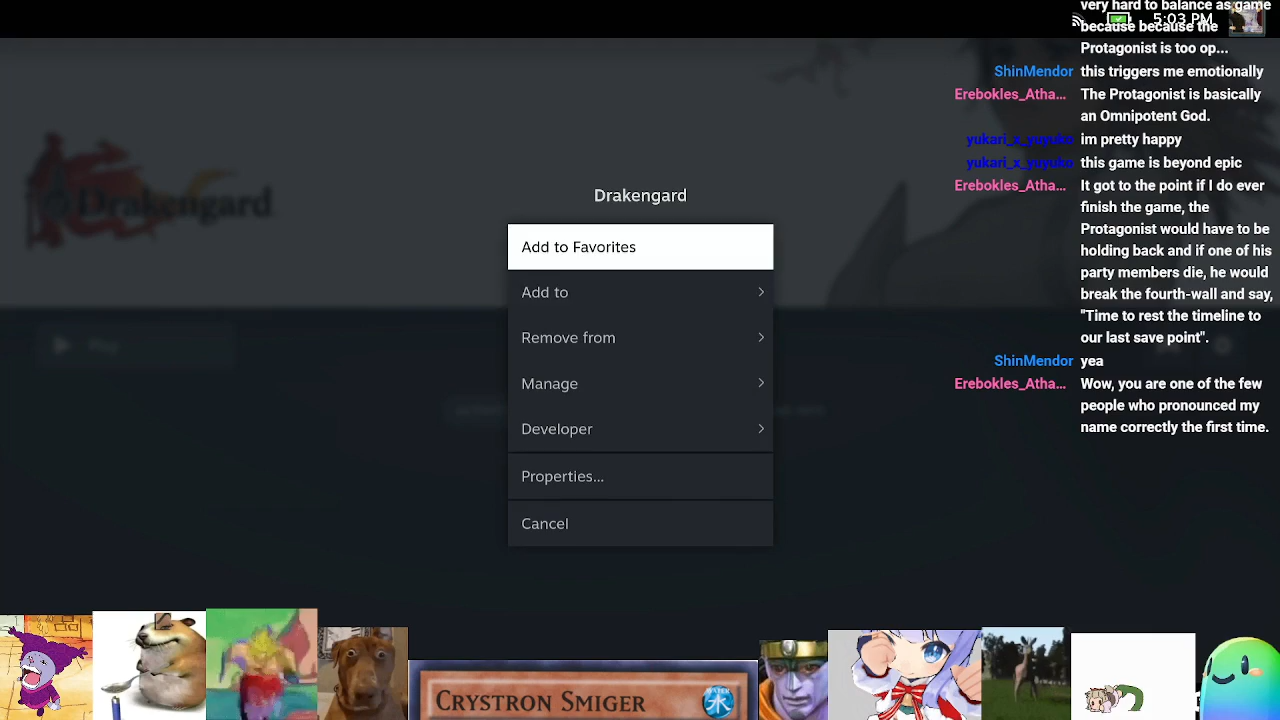 very hard to balance as game
5:03 PM
because because the
Protagonist is too op...
ShinMendor this triggers me emotionally
Erebokles_Atha... The Protagonist is basically
an Omnipotent God.
yukari_x_yuyuko im pretty happy
yukari_x_yuyuko this game is beyond epic
Erebokles_Atha... It got to the point if I do ever
finish the game, the
Protagonist would have to be
holding back and if one of his
party members die, he would
break the fourth-wall and say,
"Time to rest the timeline to
our last save point".
ShinMendor yea
Erebokles_Atha... Wow, you are one of the few
people who pronounced my
name correctly the first time.
Drakengard
Play
Drakengard
Add to Favorites
Add to
Remove from
Manage
Developer
Properties...
Cancel
CRYSTRON SMIGER
WATER
水